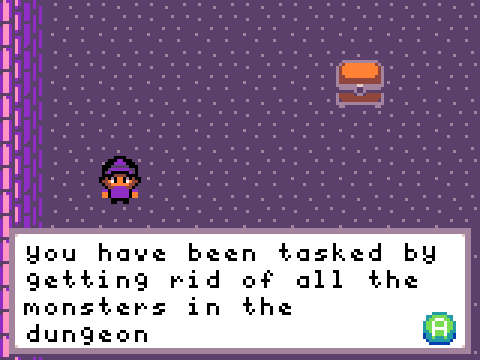 you have been tasked by
getting rid of all the
monsters in the
dungeon
A